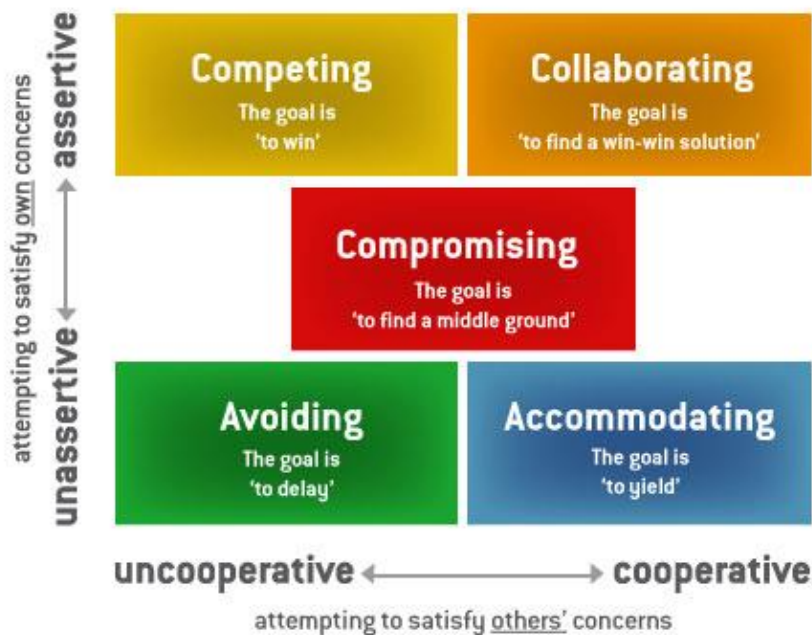 Competing
The goal is
'to win'
Collaborating
The goal is
'to find a win-win solution'
Compromising
The goal is
'to find a middle ground'
Avoiding
The goal is
'to delay'
Accommodating
The goal is
'to yield'
attempting to satisfy own concerns
unassertive
assertive
uncooperative
cooperative
attempting to satisfy others' concerns